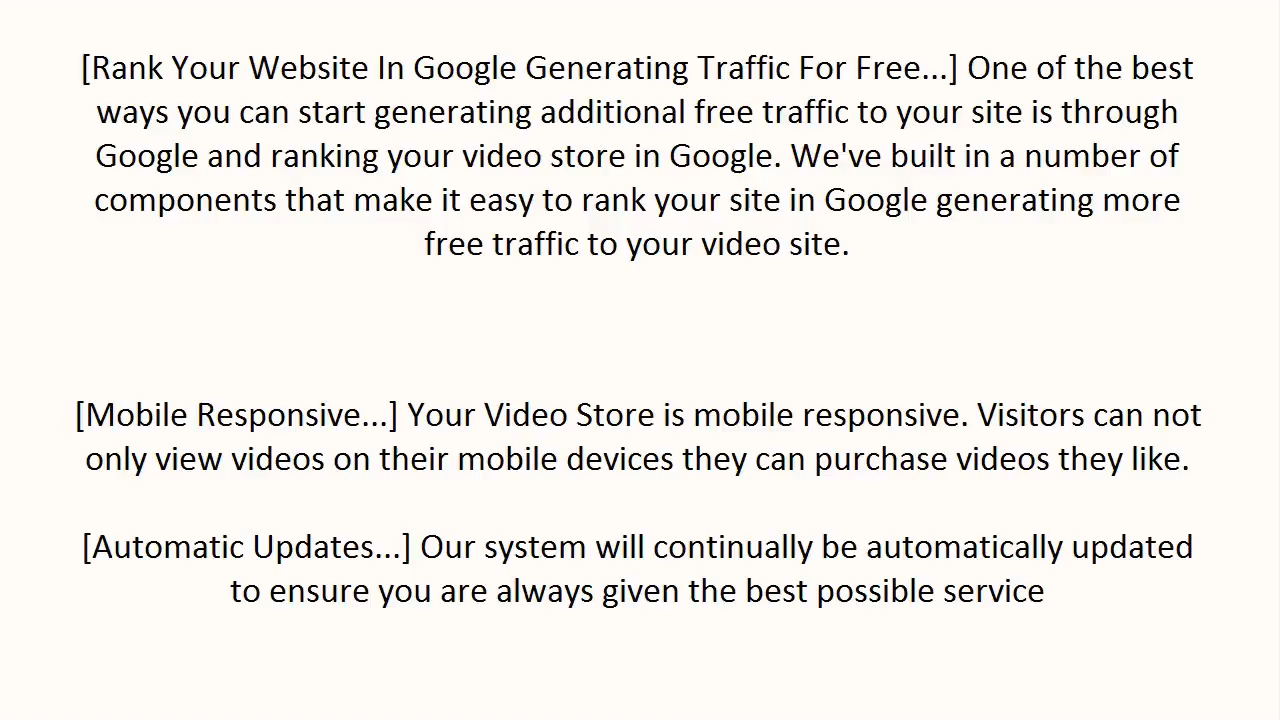 [Rank Your Website In Google Generating Traffic For Free...] One of the best
ways you can start generating additional free traffic to your site is through
Google and ranking your video store in Google. We've built in a number of
components that make it easy to rank your site in Google generating more
free traffic to your video site.
[Mobile Responsive...] Your Video Store is mobile responsive. Visitors can not
only view videos on their mobile devices they can purchase videos they like.
[Automatic Updates...] Our system will continually be automatically updated
to ensure you are always given the best possible service